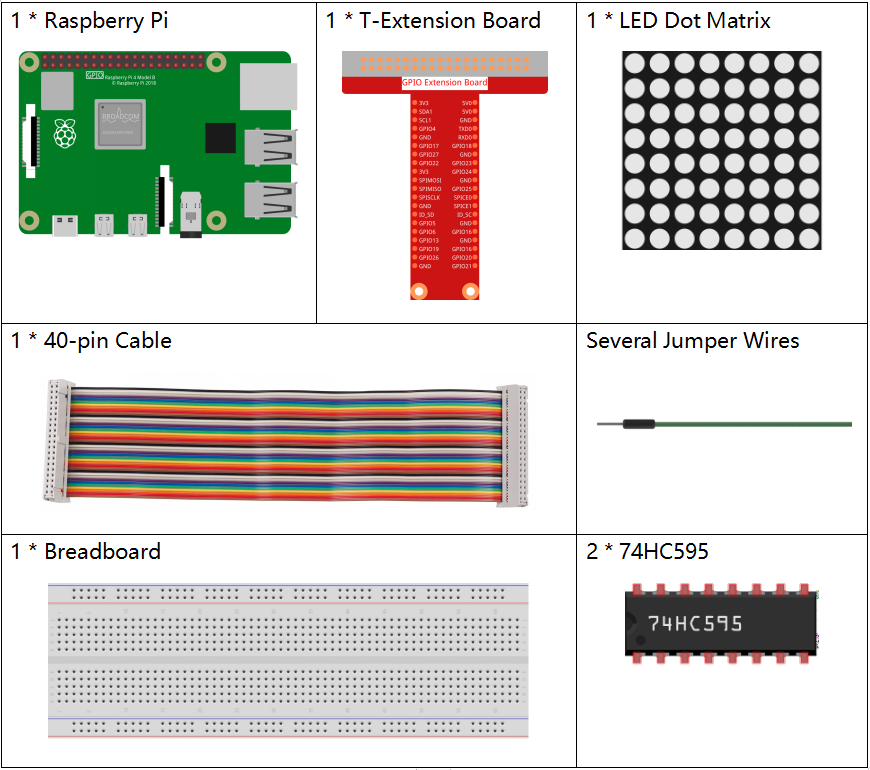 1 * Raspberry Pi
1 * T-Extension Board
1 * LED Dot Matrix
GPIO Raspberry Pi 4 Model B
© Raspberry Pi 2018
BROADCOM
GPIO Extension Board
3V3 5V0
SDA1 5V0
SCL1 GND
GPIO4 TXD0
GND RXD0
GPIO17 GPIO18
GPIO27 GND
GPIO22 GPIO23
3V3 GPIO24
SPIMOSI GND
SPIMISO GPIO25
SPISCLK SPICE0
GND SPICE1
ID_SD ID_SC
GPIO5 GND
GPIO6 GPIO16
GPIO13 GND
GPIO19 GPIO16
GPIO26 GPIO20
GND GPIO21
1 * 40-pin Cable
Several Jumper Wires
1 * Breadboard
2 * 74HC595
74HC595